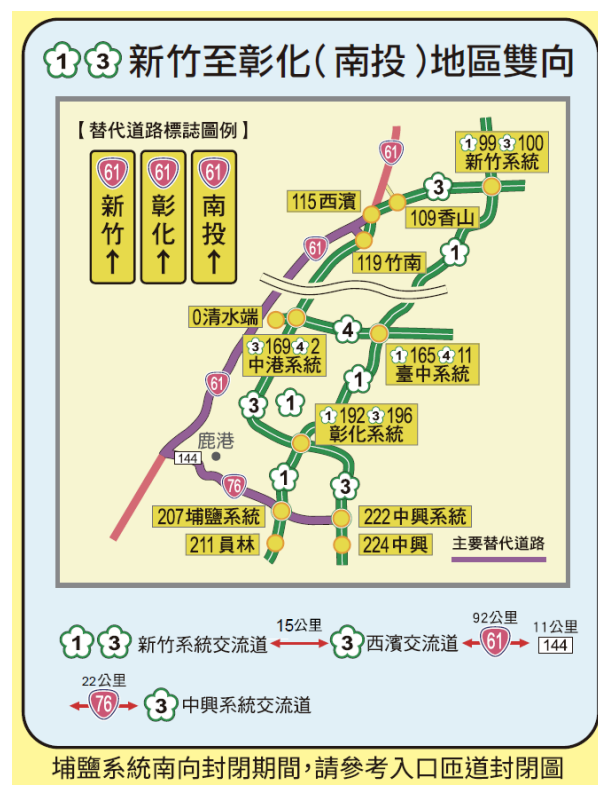 1 3 新竹至彰化(南投)地區雙向
【替代道路標誌圖例】
61 新竹↑
61 彰化↑
61 南投↑
61
1 99 3 100
新竹系統
3
115西濱
109香山
61
119竹南
1
0清水端
4
3 169 4 2
中港系統
1 165 4 11
臺中系統
61
1
3
1
1 192 3 196
彰化系統
鹿港
144
76
1
3
207埔鹽系統
222中興系統
211員林
224中興
主要替代道路
1 3 新竹系統交流道 15公里 3 西濱交流道 92公里 61 11公里 144
22公里 76 3 中興系統交流道
埔鹽系統南向封閉期間,請參考入口匝道封閉圖